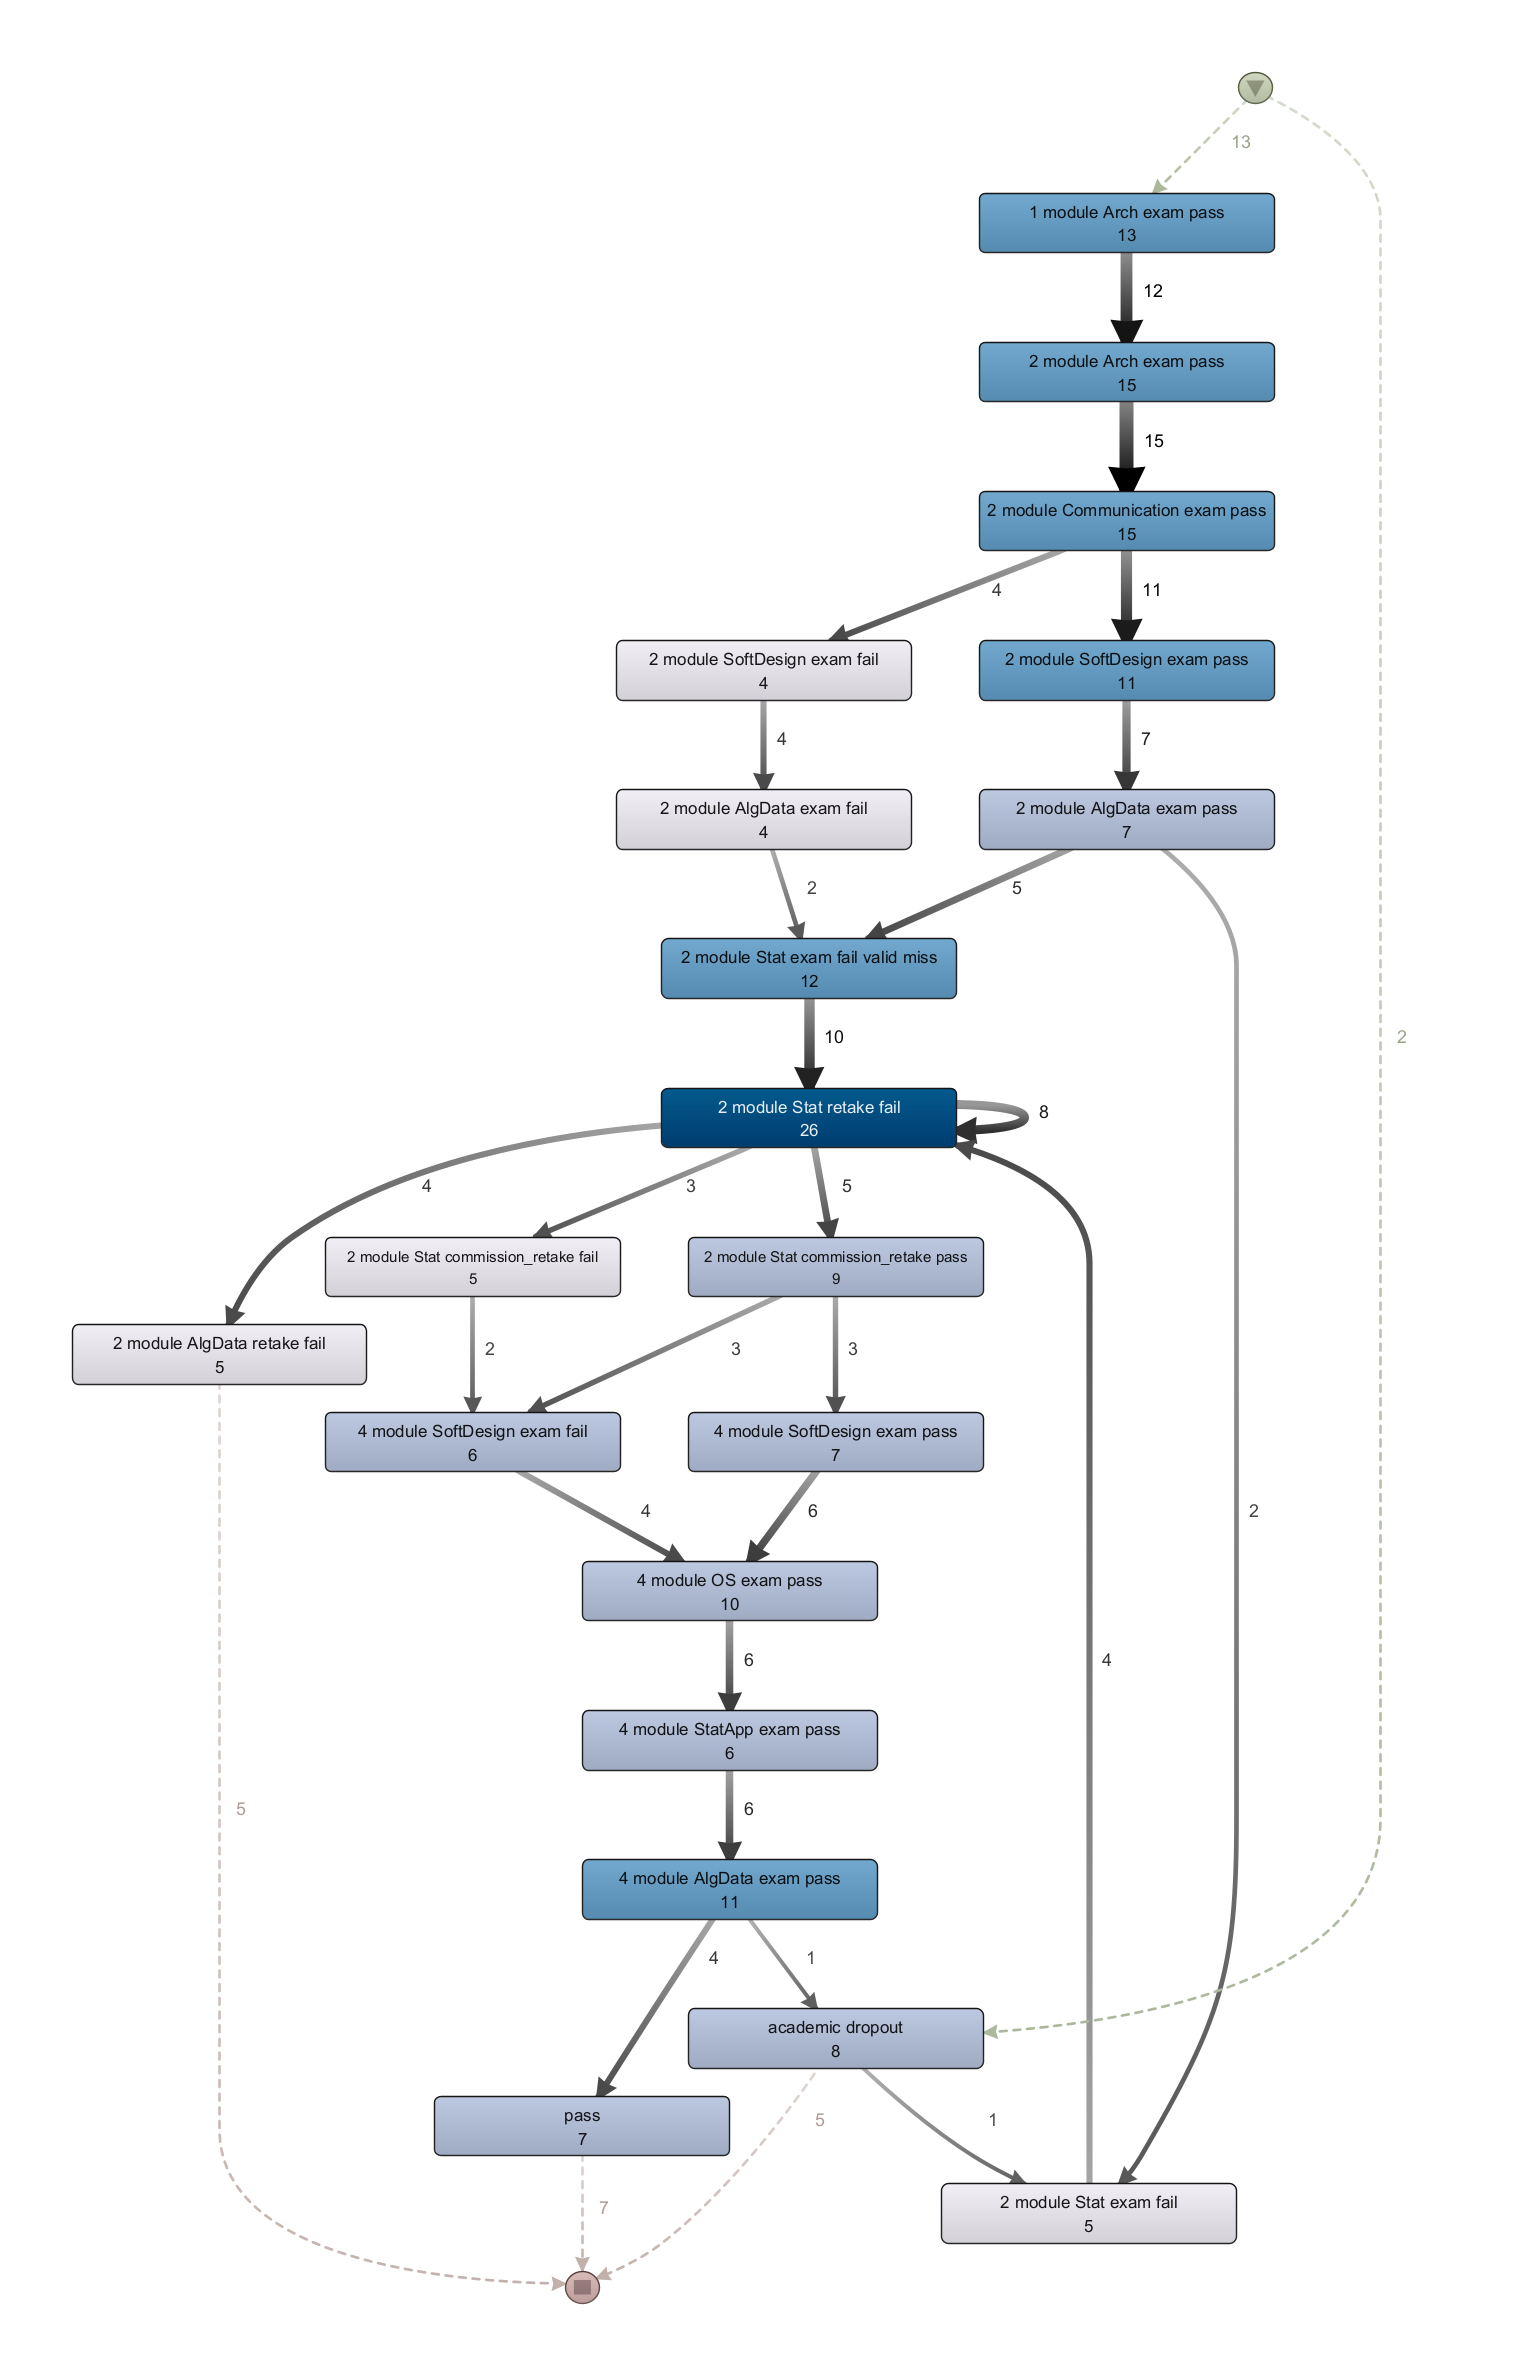 13
1 module Arch exam pass
13
12
2 module Arch exam pass
15
15
2 module Communication exam pass
15
4
11
2 module SoftDesign exam fail
4
2 module SoftDesign exam pass
11
4
7
2 module AlgData exam fail
4
2 module AlgData exam pass
7
2
5
2 module Stat exam fail valid miss
12
10
2
2 module Stat retake fail
26
8
4
3
5
2 module Stat commission_retake fail
5
2 module Stat commission_retake pass
9
2 module AlgData retake fail
5
2
3
3
4 module SoftDesign exam fail
6
4 module SoftDesign exam pass
7
4
6
2
4 module OS exam pass
10
6
4
4 module StatApp exam pass
6
5
6
4 module AlgData exam pass
11
4
1
academic dropout
8
pass
7
5
1
7
2 module Stat exam fail
5